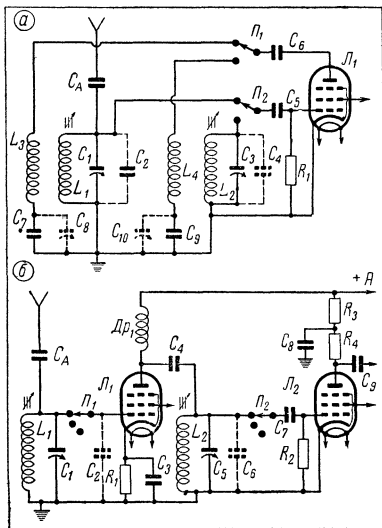 а
П₁
C₆
Л₁
C_A
П₂
C₅
L₃
C₁
C₂
L₄
C₃
C₄
L₁
L₂
R₁
C₇
C₈
C₁₀
C₉
б
+ А
Др₁
R₃
C₄
C₈
R₄
C_A
Л₁
C₉
П₁
П₂
Л₂
L₁
L₂
C₇
C₁
C₂
R₁
C₃
C₅
C₆
R₂